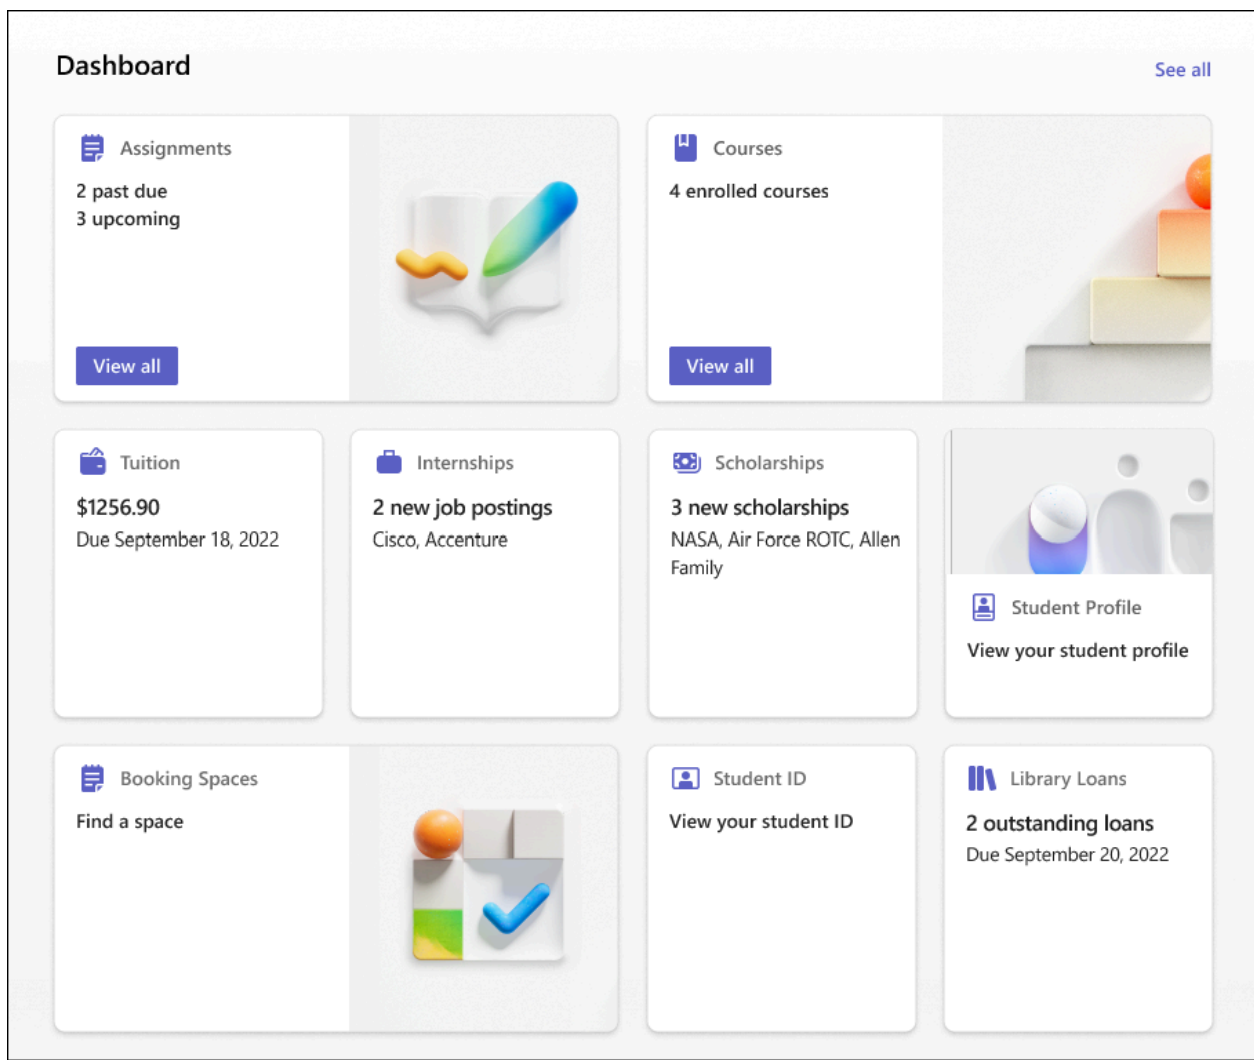 Dashboard
See all
Assignments
2 past due
3 upcoming
View all
Courses
4 enrolled courses
View all
Tuition
$1256.90
Due September 18, 2022
Internships
2 new job postings
Cisco, Accenture
Scholarships
3 new scholarships
NASA, Air Force ROTC, Allen
Family
Student Profile
View your student profile
Booking Spaces
Find a space
Student ID
View your student ID
Library Loans
2 outstanding loans
Due September 20, 2022